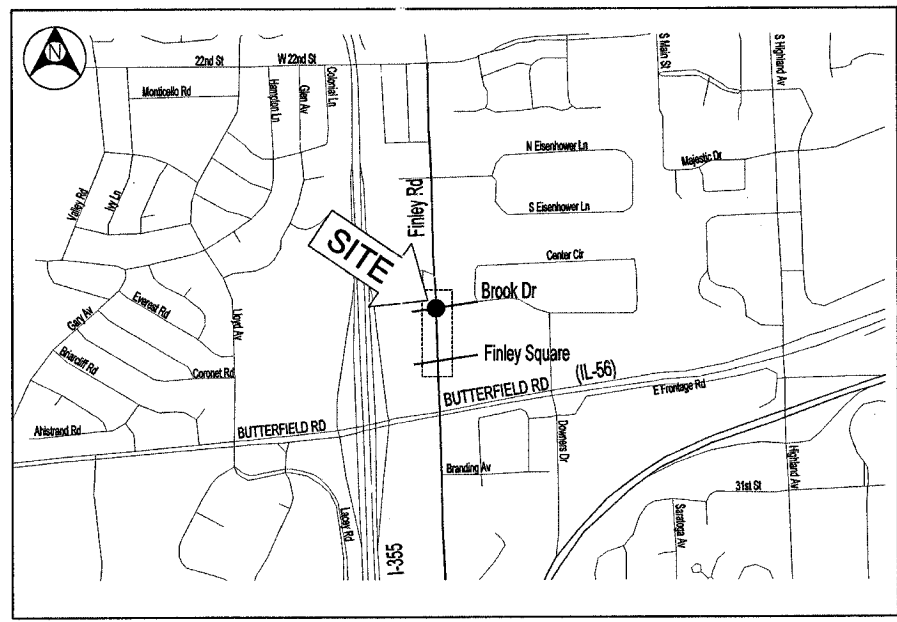 N
22nd St
W 22nd St
Monticello Rd
Hampton Ln
Glen Av
Colonial Ln
S Main St
S Highland Av
N Eisenhower Ln
Majestic Dr
Valley Rd
Ivy Ln
Finley Rd
S Eisenhower Ln
SITE
Center Cir
Brook Dr
Everest Rd
Gary Av
Lloyd Av
Briarcliff Rd
Coronet Rd
Finley Square
(IL-56)
BUTTERFIELD RD
E Frontage Rd
Ahlstrand Rd
BUTTERFIELD RD
Downers Dr
Branding Av
Highland Av
31st St
Lacey Rd
Saratoga Av
I-355